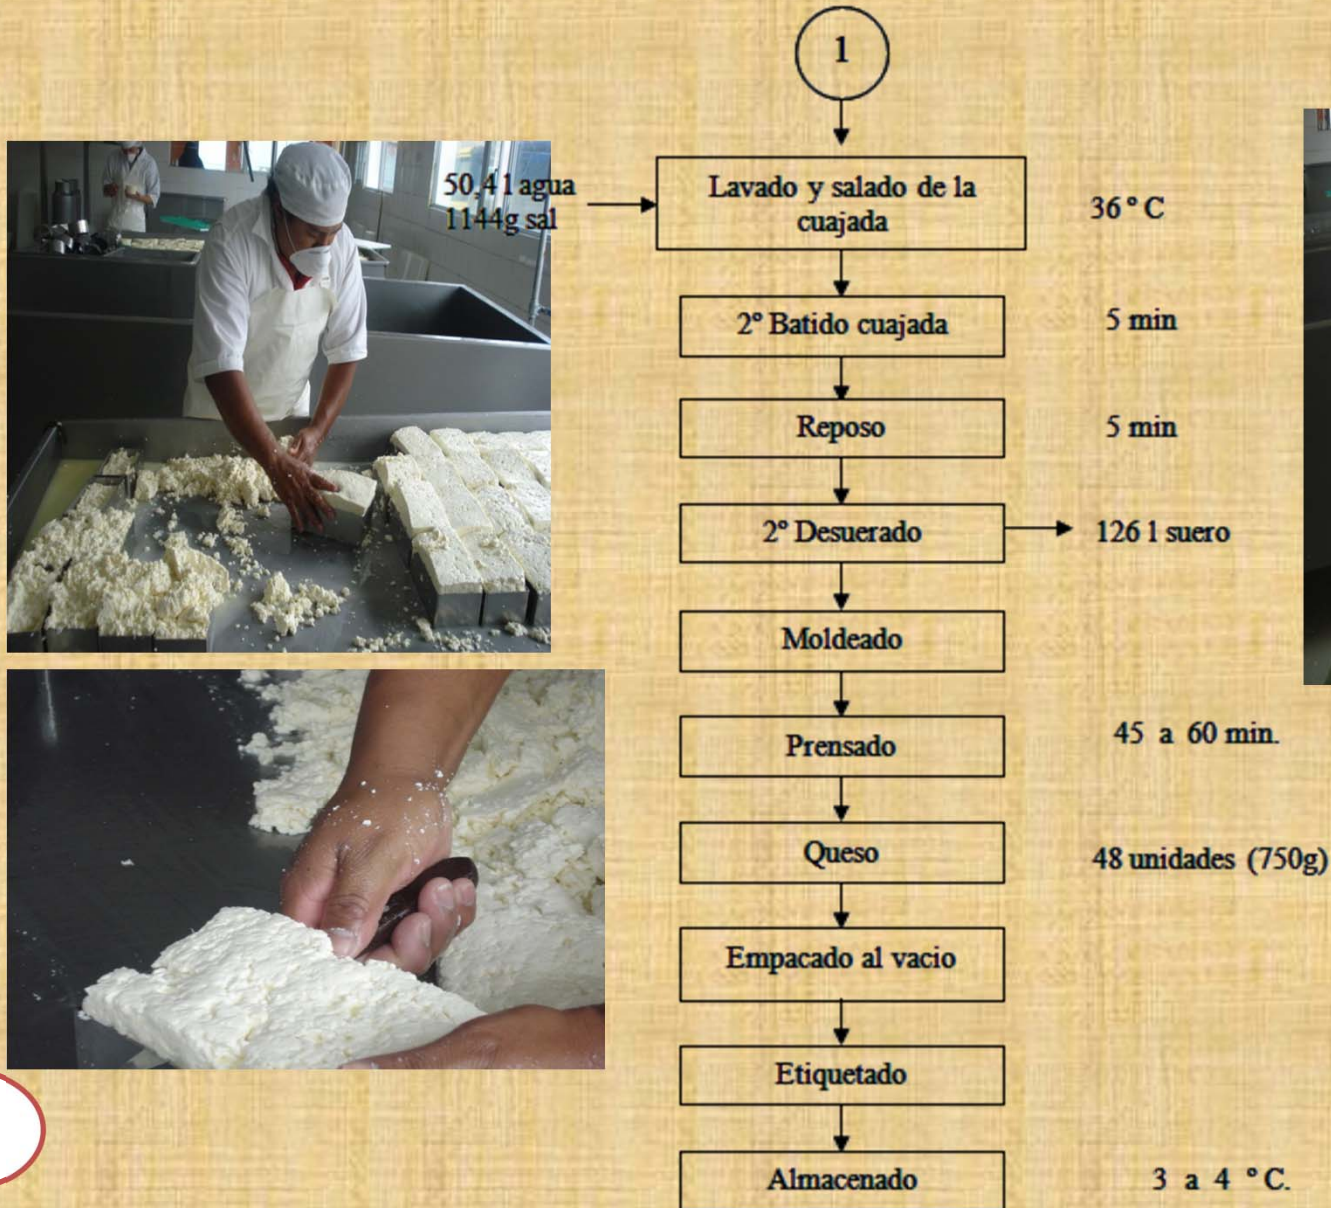 1
50,4 l agua
1144g sal
Lavado y salado de la
cuajada
36 º C
2º Batido cuajada
5 min
Reposo
5 min
2º Desuerado
126 l suero
Moldeado
Prensado
45 a 60 min.
Queso
48 unidades (750g)
Empacado al vacio
Etiquetado
Almacenado
3 a 4 º C.